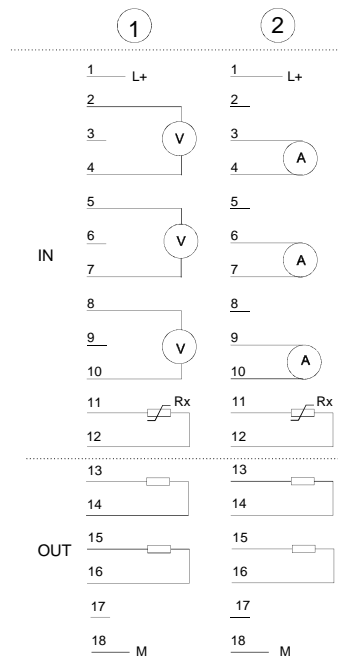 1 2
1 L+ 1 L+
2 2
3 V 3
4 4 A
5 5
6 V 6
IN 7 7 A
8 8
9 V 9
10 10 A
11 Rx 11 Rx
12 12
13 13
14 14
OUT 15 15
16 16
17 17
18 M 18 M